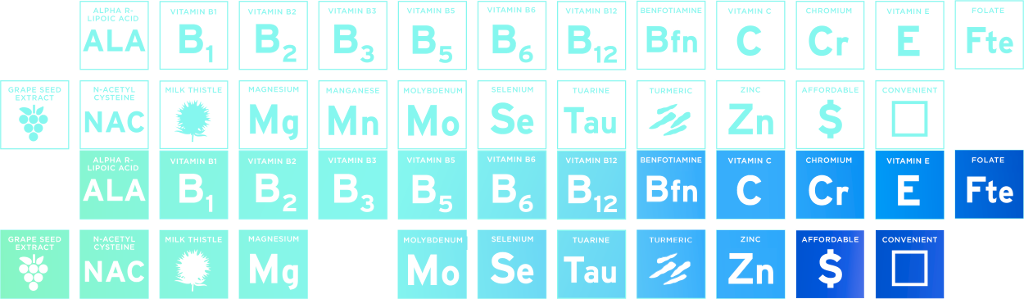 ALPHA R- VITAMIN B1 VITAMIN B2 VITAMIN B3 VITAMIN B5 VITAMIN B6 VITAMIN B12 BENFOTIAMINE VITAMIN C CHROMIUM VITAMIN E FOLATE
LIPOIC ACID
ALA B1 B2 B3 B5 B6 B12 Bfn C Cr E Fte
GRAPE SEED N-ACETYL MILK THISTLE MAGNESIUM MANGANESE MOLYBDENUM SELENIUM TUARINE TURMERIC ZINC AFFORDABLE CONVENIENT
EXTRACT CYSTEINE
NAC Mg Mn Mo Se Tau Zn $
ALPHA R- VITAMIN B1 VITAMIN B2 VITAMIN B3 VITAMIN B5 VITAMIN B6 VITAMIN B12 BENFOTIAMINE VITAMIN C CHROMIUM VITAMIN E FOLATE
LIPOIC ACID
ALA B1 B2 B3 B5 B6 B12 Bfn C Cr E Fte
GRAPE SEED N-ACETYL MILK THISTLE MAGNESIUM MOLYBDENUM SELENIUM TUARINE TURMERIC ZINC AFFORDABLE CONVENIENT
EXTRACT CYSTEINE
NAC Mg Mo Se Tau Zn $